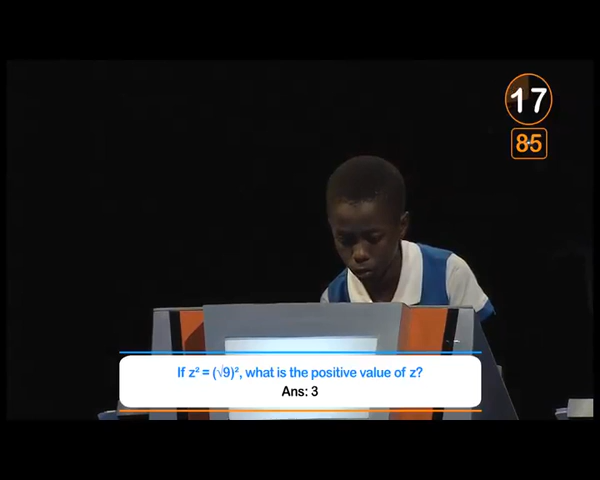 17
85
If z² = (√9)², what is the positive value of z?
Ans: 3